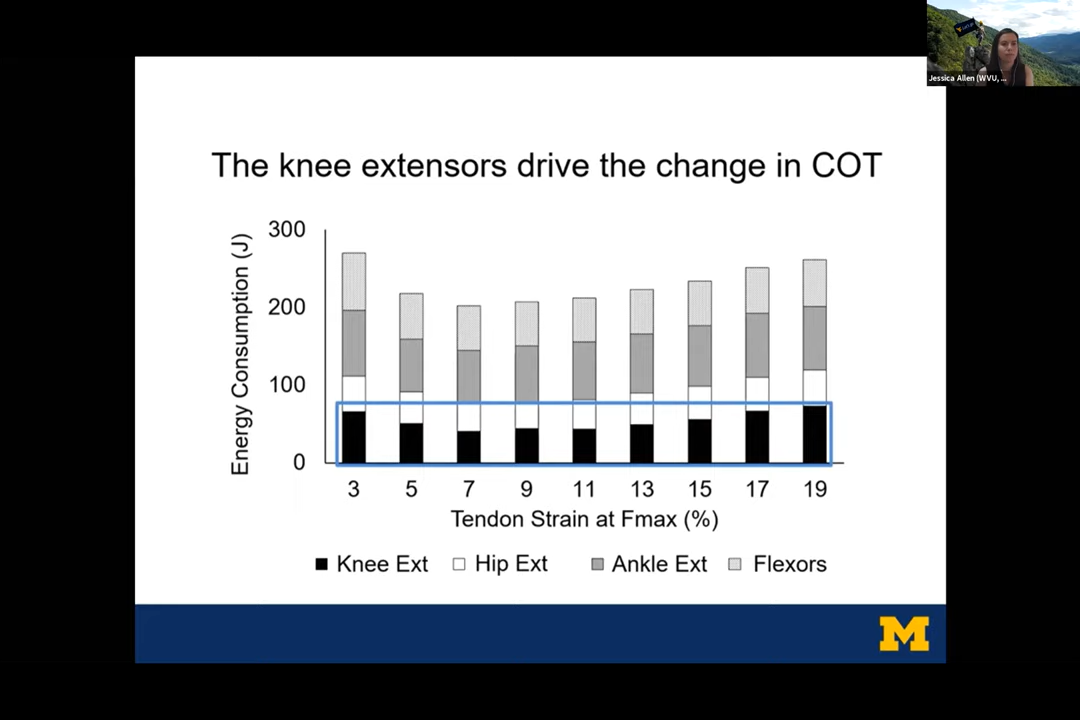 Jessica Allen (WVU, ...
The knee extensors drive the change in COT
Energy Consumption (J)
300
200
100
0
3 5 7 9 11 13 15 17 19
Tendon Strain at Fmax (%)
Knee Ext Hip Ext Ankle Ext Flexors
M